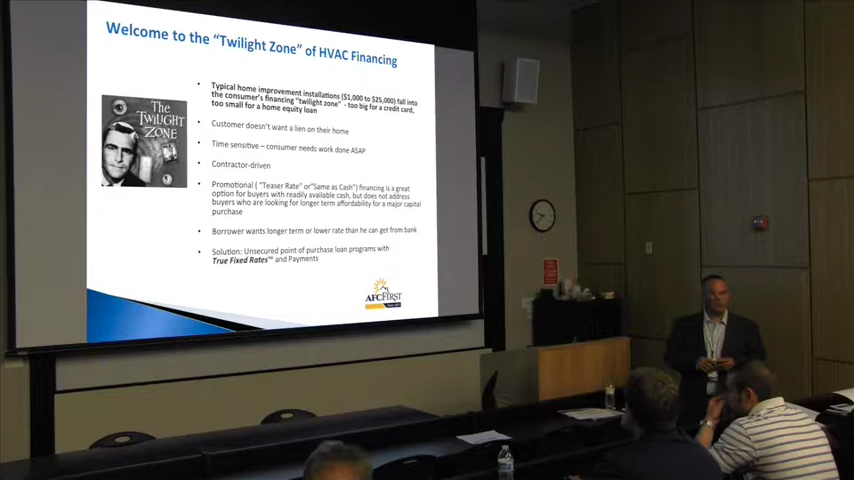 Welcome to the "Twilight Zone" of HVAC Financing
The
TWILIGHT
ZONE
• Typical home improvement installations ($1,000 to $25,000) fall into
the consumer's financing "twilight zone" - too big for a credit card,
too small for a home equity loan
• Customer doesn't want a lien on their home
• Time sensitive – consumer needs work done ASAP
• Contractor-driven
• Promotional ( "Teaser Rate" or"Same as Cash") financing is a great
option for buyers with readily available cash, but does not address
buyers who are looking for longer term affordability for a major capital
purchase
• Borrower wants longer term or lower rate than he can get from bank
• Solution: Unsecured point of purchase loan programs with
True Fixed Rates™ and Payments
AFC FIRST